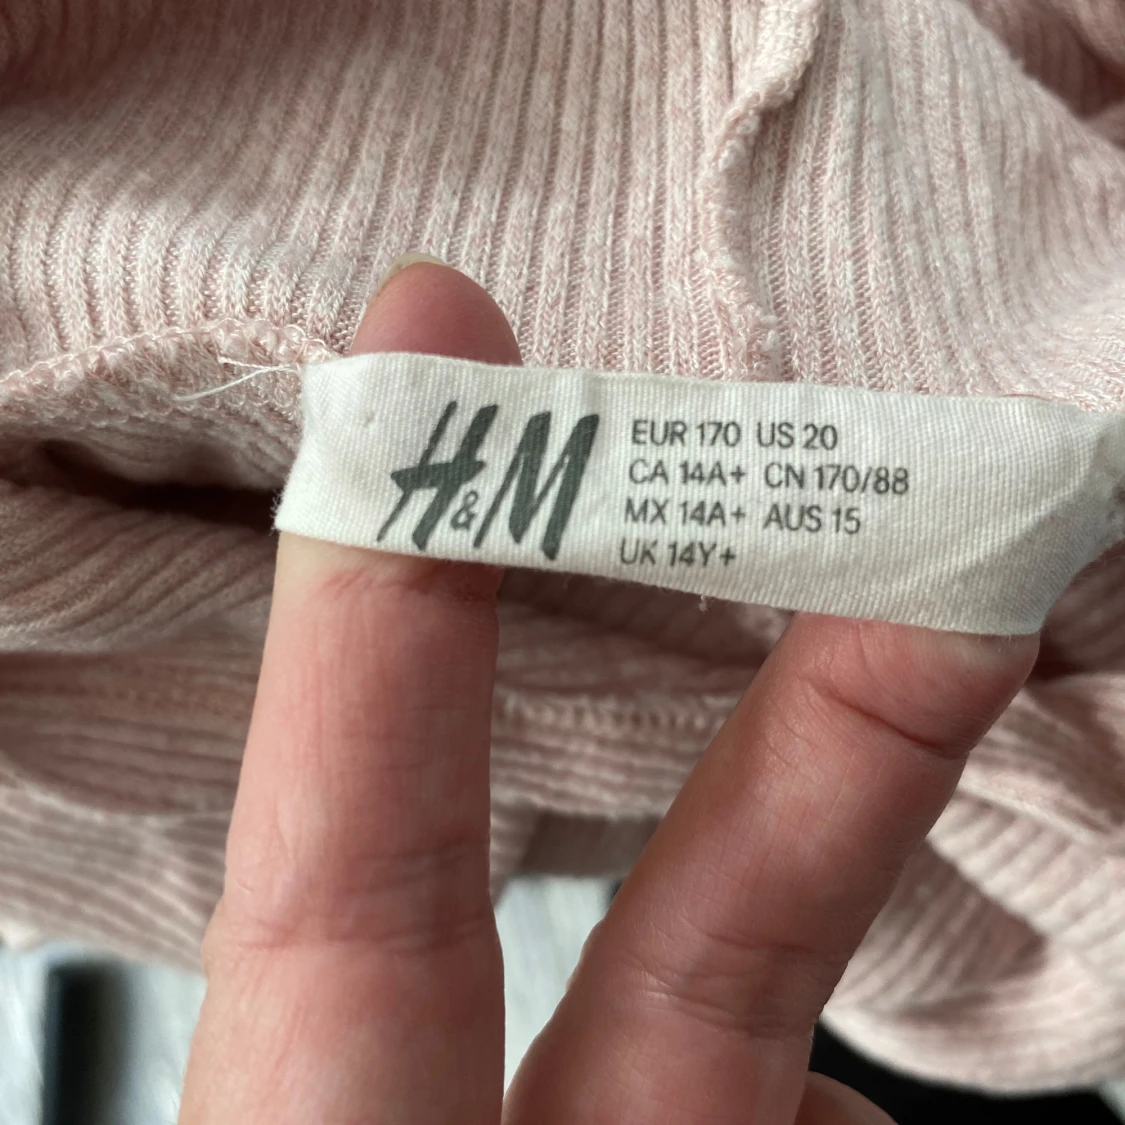 H&M
EUR 170 US 20
CA 14A+ CN 170/88
MX 14A+ AUS 15
UK 14Y+